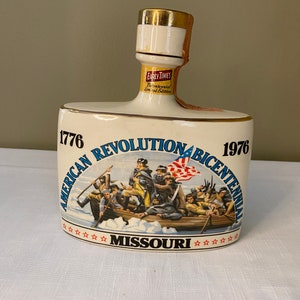 EARLY TIMES
1776
1976
AMERICAN REVOLUTION BICENTENNIAL
MISSOURI